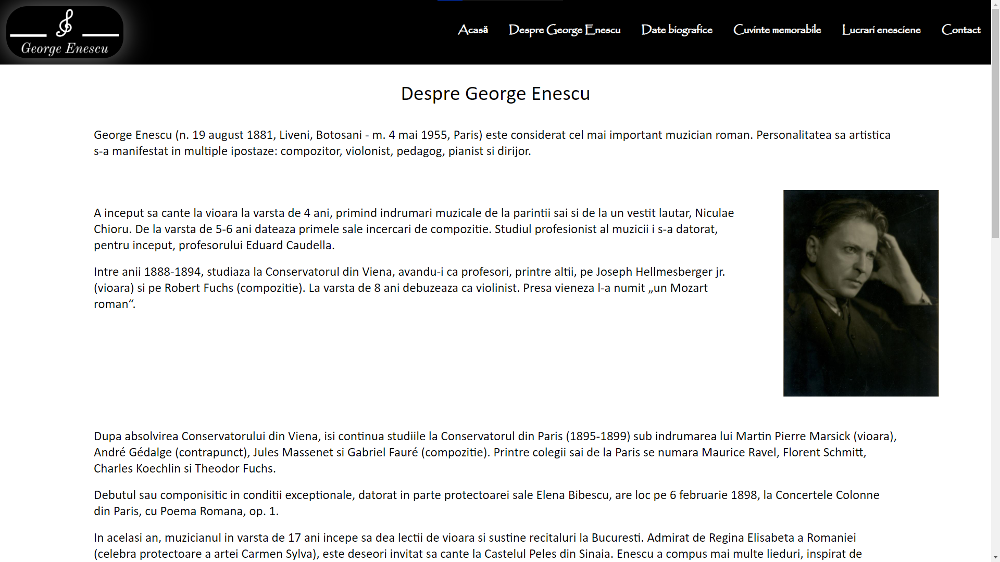 George Enescu
Acasă
Despre George Enescu
Date biografice
Cuvinte memorabile
Lucrari enesciene
Contact
Despre George Enescu
George Enescu (n. 19 august 1881, Liveni, Botosani - m. 4 mai 1955, Paris) este considerat cel mai important muzician roman. Personalitatea sa artistica
s-a manifestat in multiple ipostaze: compozitor, violonist, pedagog, pianist si dirijor.
A inceput sa cante la vioara la varsta de 4 ani, primind indrumari muzicale de la parintii sai si de la un vestit lautar, Niculae
Chioru. De la varsta de 5-6 ani dateaza primele sale incercari de compozitie. Studiul profesionist al muzicii i s-a datorat,
pentru inceput, profesorului Eduard Caudella.
Intre anii 1888-1894, studiaza la Conservatorul din Viena, avandu-i ca profesori, printre altii, pe Joseph Hellmesberger jr.
(vioara) si pe Robert Fuchs (compozitie). La varsta de 8 ani debuzeaza ca violinist. Presa vieneza l-a numit „un Mozart
roman“.
Dupa absolvirea Conservatorului din Viena, isi continua studiile la Conservatorul din Paris (1895-1899) sub indrumarea lui Martin Pierre Marsick (vioara),
André Gédalge (contrapunct), Jules Massenet si Gabriel Fauré (compozitie). Printre colegii sai de la Paris se numara Maurice Ravel, Florent Schmitt,
Charles Koechlin si Theodor Fuchs.
Debutul sau componisitic in conditii exceptionale, datorat in parte protectoarei sale Elena Bibescu, are loc pe 6 februarie 1898, la Concertele Colonne
din Paris, cu Poema Romana, op. 1.
In acelasi an, muzicianul in varsta de 17 ani incepe sa dea lectii de vioara si sustine recitaluri la Bucuresti. Admirat de Regina Elisabeta a Romaniei
(celebra protectoare a artei Carmen Sylva), este deseori invitat sa cante la Castelul Peles din Sinaia. Enescu a compus mai multe lieduri, inspirat de